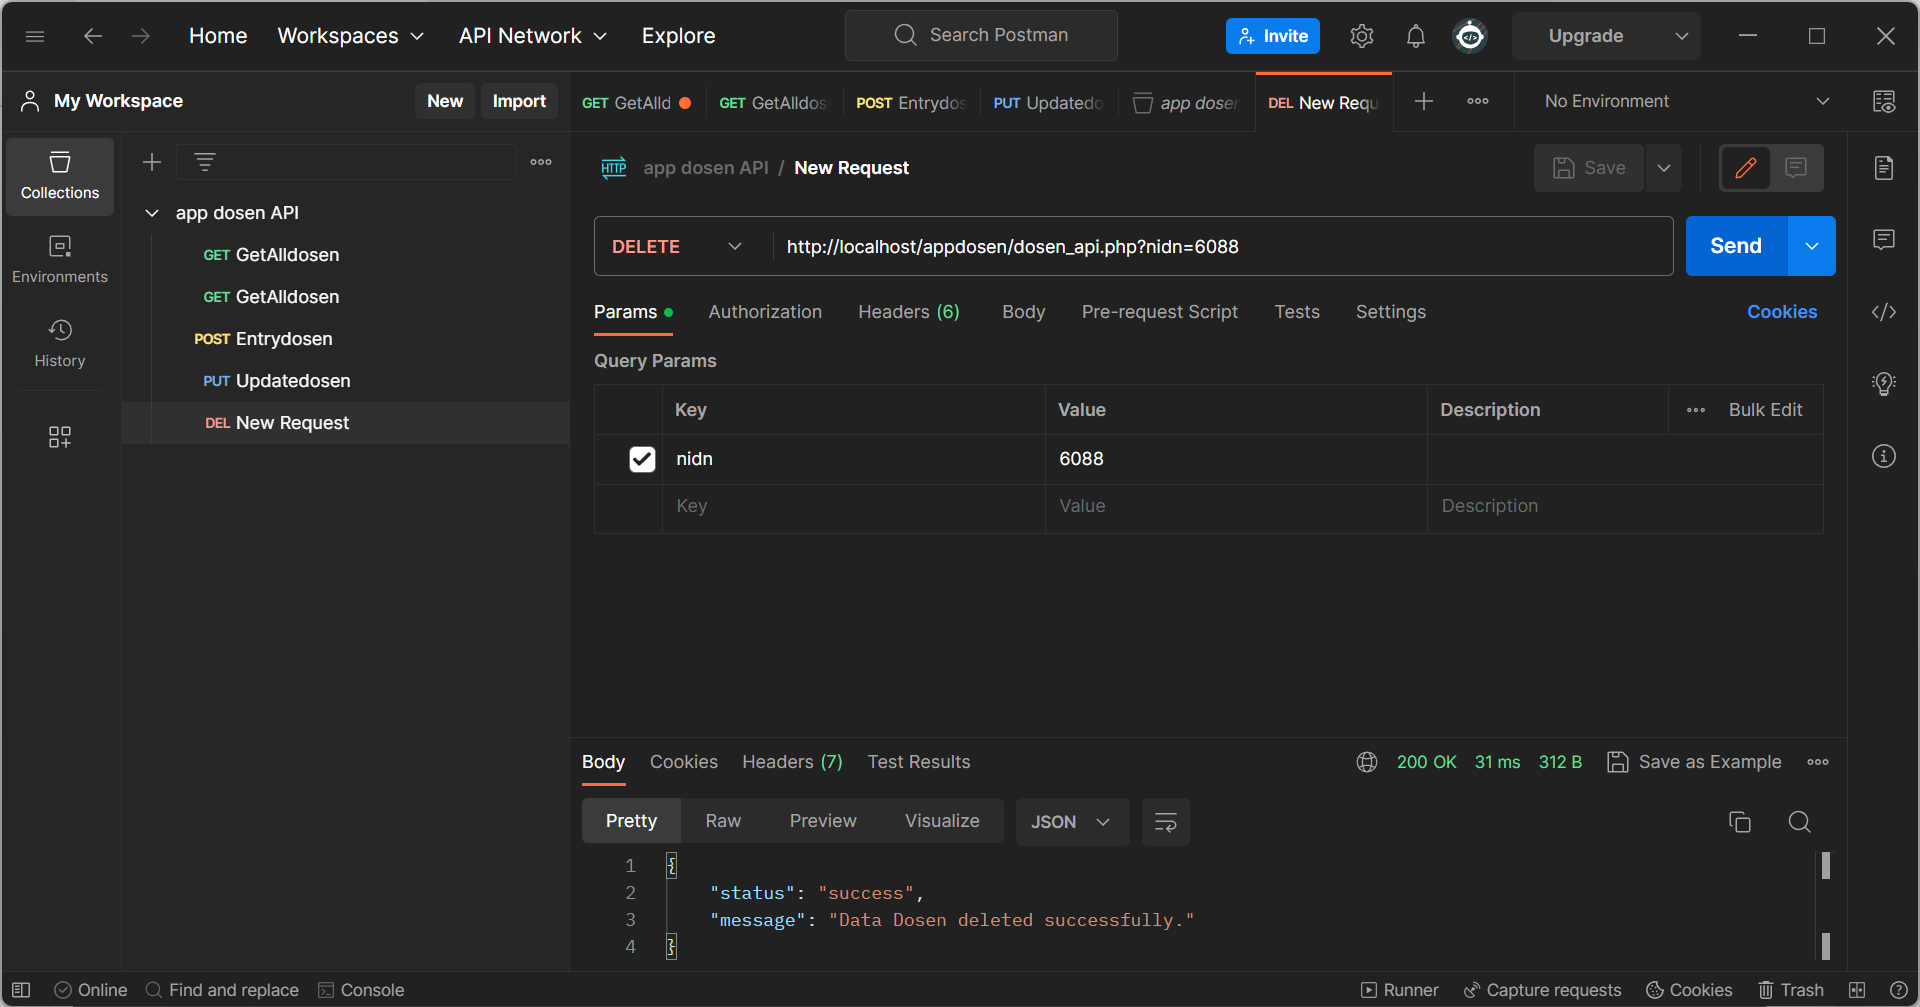 Home Workspaces API Network Explore Search Postman Invite Upgrade
My Workspace New Import
GET GetAlld GET GetAlldos POST Entrydos PUT Updatedo app doser DEL New Requ No Environment
Collections
Environments
History
app dosen API
GET GetAlldosen
GET GetAlldosen
POST Entrydosen
PUT Updatedosen
DEL New Request
HTTP app dosen API / New Request Save
DELETE http://localhost/appdosen/dosen_api.php?nidn=6088 Send
Params Authorization Headers (6) Body Pre-request Script Tests Settings Cookies
Query Params
Key Value Description Bulk Edit
nidn 6088
Key Value Description
Body Cookies Headers (7) Test Results 200 OK 31 ms 312 B Save as Example
Pretty Raw Preview Visualize JSON
1 {
2 "status": "success",
3 "message": "Data Dosen deleted successfully."
4 }
Online Find and replace Console Runner Capture requests Cookies Trash